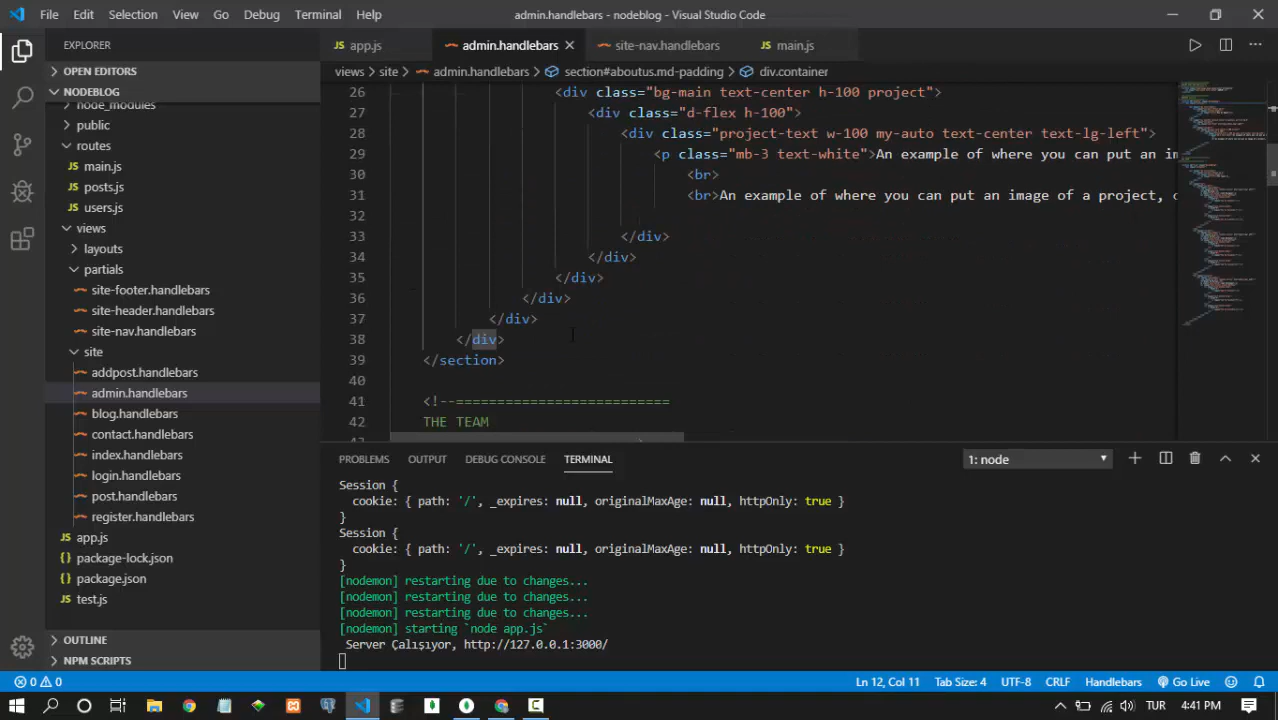 File Edit Selection View Go Debug Terminal Help
admin.handlebars - nodeblog - Visual Studio Code
EXPLORER
OPEN EDITORS
NODEBLOG
node_modules
public
routes
main.js
posts.js
users.js
views
layouts
partials
site-footer.handlebars
site-header.handlebars
site-nav.handlebars
site
addpost.handlebars
admin.handlebars
blog.handlebars
contact.handlebars
index.handlebars
login.handlebars
post.handlebars
register.handlebars
app.js
package-lock.json
package.json
test.js
OUTLINE
NPM SCRIPTS
app.js admin.handlebars site-nav.handlebars main.js
views > site > admin.handlebars > section#aboutus.md-padding > div.container
26 <div class="bg-main text-center h-100 project">
27 <div class="d-flex h-100">
28 <div class="project-text w-100 my-auto text-center text-lg-left">
29 <p class="mb-3 text-white">An example of where you can put an
30 <br>
31 <br>An example of where you can put an image of a project,
32
33 </div>
34 </div>
35 </div>
36 </div>
37 </div>
38 </div>
39 </section>
40
41 <!--==========================
42 THE TEAM
PROBLEMS OUTPUT DEBUG CONSOLE TERMINAL
1: node
Session {
cookie: { path: '/', _expires: null, originalMaxAge: null, httpOnly: true }
}
Session {
cookie: { path: '/', _expires: null, originalMaxAge: null, httpOnly: true }
}
[nodemon] restarting due to changes...
[nodemon] restarting due to changes...
[nodemon] restarting due to changes...
[nodemon] starting `node app.js`
Server Çalışıyor, http://127.0.0.1:3000/
0 0
Ln 12, Col 11 Tab Size: 4 UTF-8 CRLF Handlebars Go Live
TUR 4:41 PM